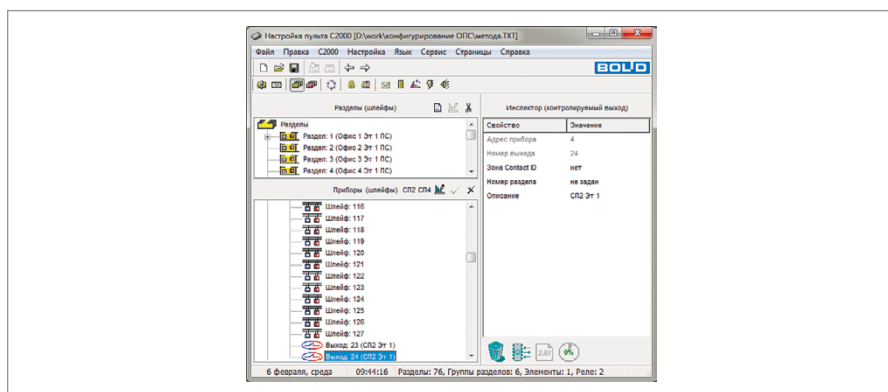 Настройка пульта С2000 [D:\work\конфигурирование ОПС\метода.TXT]
Файл Правка С2000 Настройка Язык Сервис Страницы Справка
BOLID
Разделы (шлейфы)
Разделы
Раздел: 1 (Офис 1 Эт 1 ПС)
Раздел: 2 (Офис 2 Эт 1 ПС)
Раздел: 3 (Офис 3 Эт 1 ПС)
Раздел: 4 (Офис 4 Эт 1 ПС)
Приборы (шлейфы) СП2 СП4
Шлейф: 116
Шлейф: 117
Шлейф: 118
Шлейф: 119
Шлейф: 120
Шлейф: 121
Шлейф: 122
Шлейф: 123
Шлейф: 124
Шлейф: 125
Шлейф: 126
Шлейф: 127
Выход: 23 (СП2 Эт 1)
Выход: 24 (СП2 Эт 1)
Инспектор (контролируемый выход)
Свойство Значение
Адрес прибора 4
Номер выхода 24
Зона Contact ID нет
Номер раздела не задан
Описание СП2 Эт 1
2.07 0%
6 февраля, среда 09:44:16 Разделы: 76, Группы разделов: 6, Элементы: 1, Реле: 2